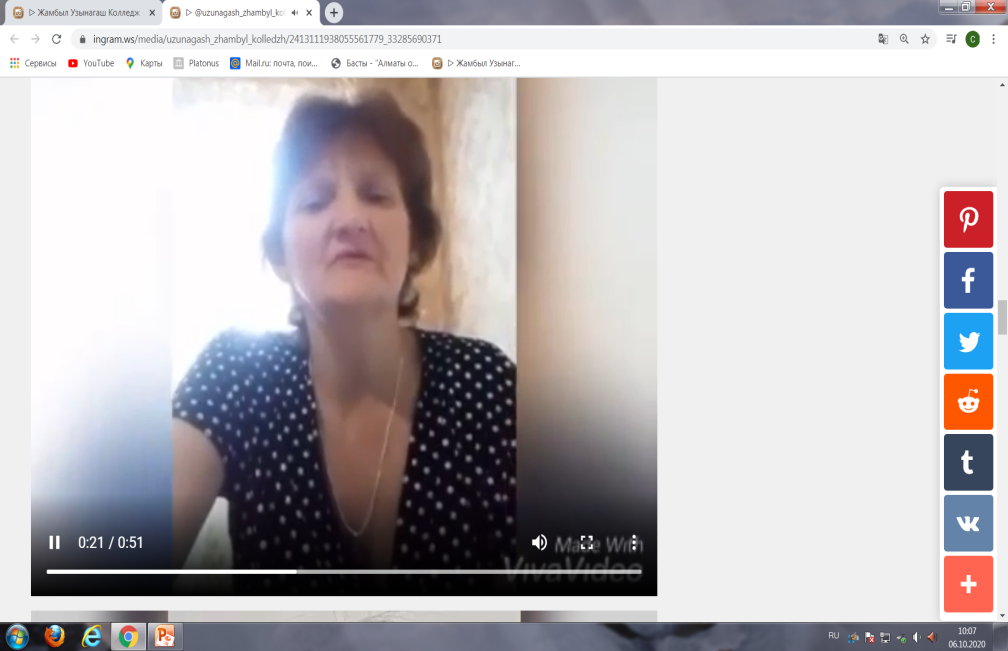 ▷ Жамбыл Узынагаш Колледж
▷ @uzunagash_zhambyl_kol
ingram.ws/media/uzunagash_zhambyl_kolledzh/2413111938055561779_33285690371
C
Сервисы
YouTube
Карты
Platonus
Mail.ru: почта, пои...
Басты - "Алматы о...
▷ Жамбыл Узынаг...
0:21 / 0:51
Made With
VivaVideo
RU
10:07
06.10.2020